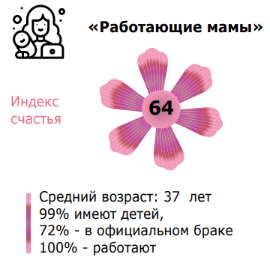 «Работающие мамы»
Индекс
счастья
64
Средний возраст: 37 лет
99% имеют детей,
72% - в официальном браке
100% - работают